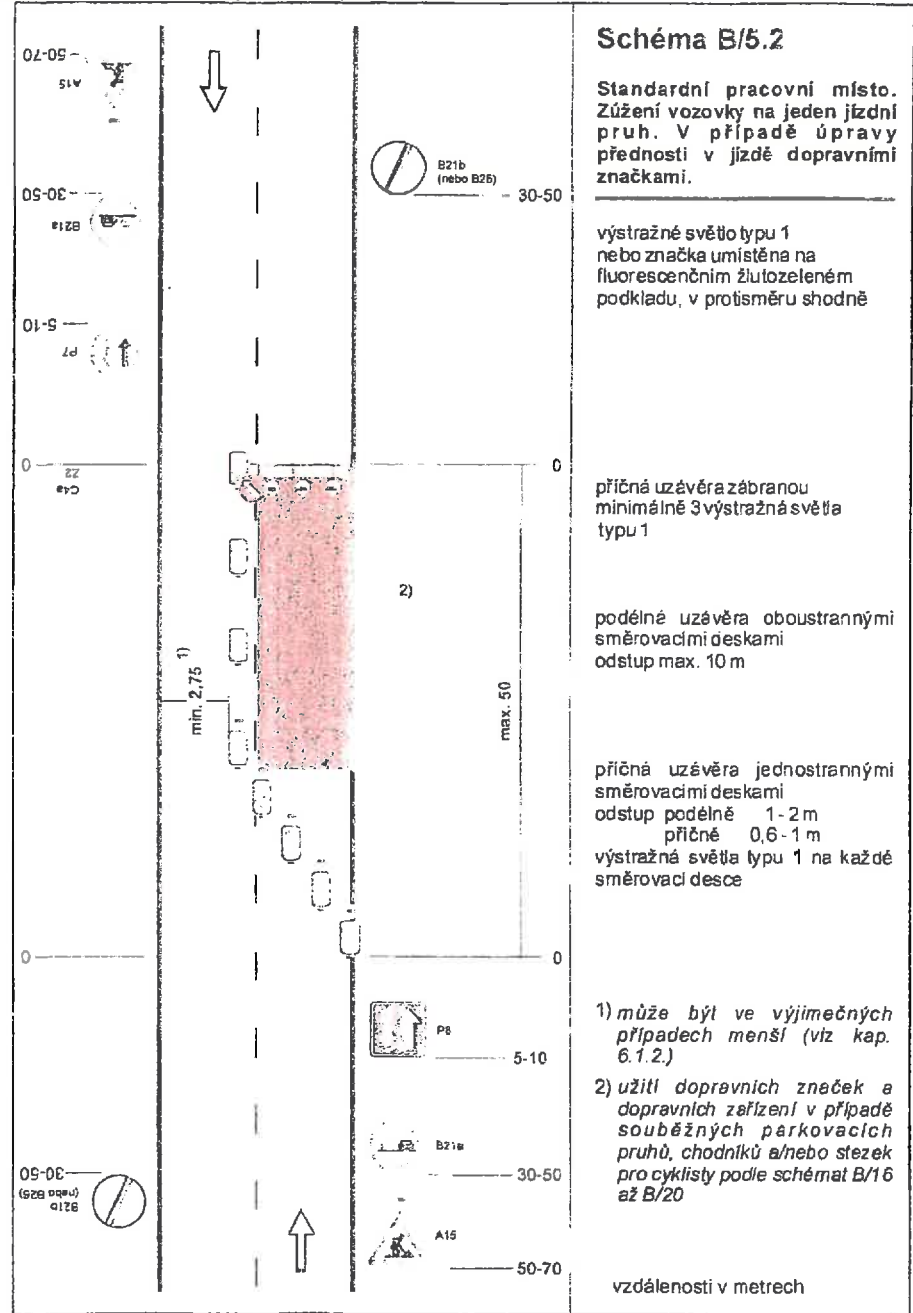 50-70
A15
30-50
B21a
5-10
P7
0
Z2
C4a
B21b
(nebo B26)
30-50
0
2)
min. 2,75 1)
max. 50
0
0
P8
5-10
B21a
30-50
A15
50-70
30-50
B21b
(nebo B26)
Schéma B/5.2
Standardní pracovní místo.
Zúžení vozovky na jeden jízdní
pruh. V případě úpravy
přednosti v jízdě dopravními
značkami.
výstražné světlo typu 1
nebo značka umístěna na
fluorescenčním žlutozeleném
podkladu, v protisměru shodně
příčná uzávěra zábranou
minimálně 3 výstražná světla
typu 1
podélná uzávěra oboustrannými
směrovacími deskami
odstup max. 10 m
příčná uzávěra jednostrannými
směrovacími deskami
odstup podélně 1-2 m
příčně 0,6-1 m
výstražná světla typu 1 na každé
směrovací desce
1) může být ve výjimečných
případech menší (viz kap.
6.1.2.)
2) užití dopravních značek a
dopravních zařízení v případě
souběžných parkovacích
pruhů, chodníků a/nebo stezek
pro cyklisty podle schémat B/16
až B/20
vzdálenosti v metrech